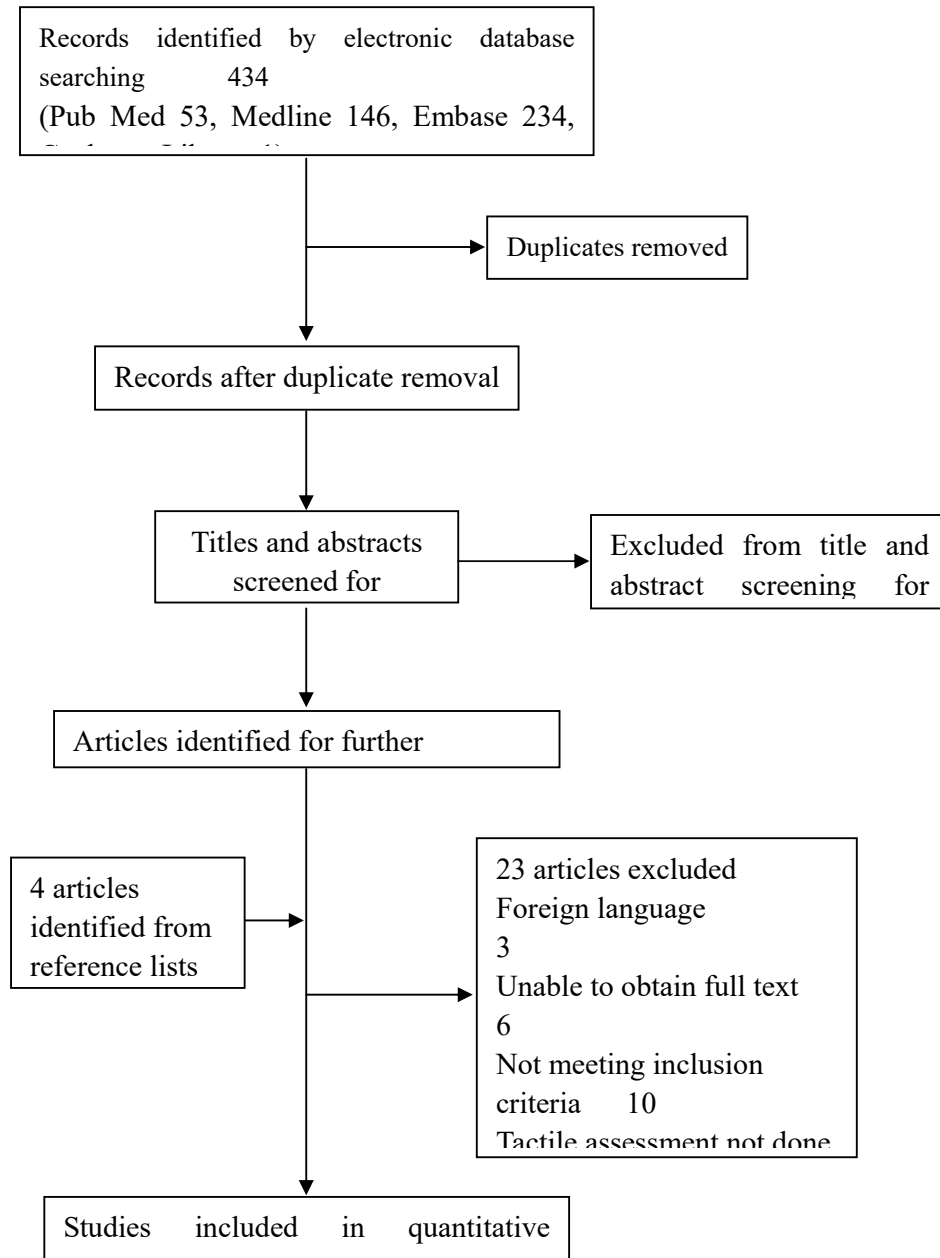 Records identified by electronic database
searching 434
(Pub Med 53, Medline 146, Embase 234,
Duplicates removed
Records after duplicate removal
Titles and abstracts
screened for
Excluded from title and
abstract screening for
Articles identified for further
4 articles
identified from
reference lists
23 articles excluded
Foreign language
3
Unable to obtain full text
6
Not meeting inclusion
criteria 10
Tactile assessment not done
Studies included in quantitative